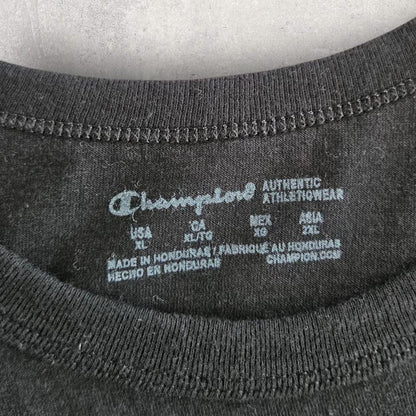 Champion AUTHENTIC
ATHLETICWEAR
USA CA MEX ASIA
XL XL/TG XG 2XL
MADE IN HONDURAS / FABRIQUÉ AU HONDURAS
HECHO EN HONDURAS CHAMPION.COM